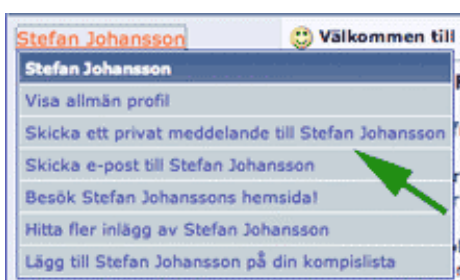 Stefan Johansson
Välkommen till
Stefan Johansson
Visa allmän profil
Skicka ett privat meddelande till Stefan Johansson
Skicka e-post till Stefan Johansson
Besök Stefan Johanssons hemsida!
Hitta fler inlägg av Stefan Johansson
Lägg till Stefan Johansson på din kompislista